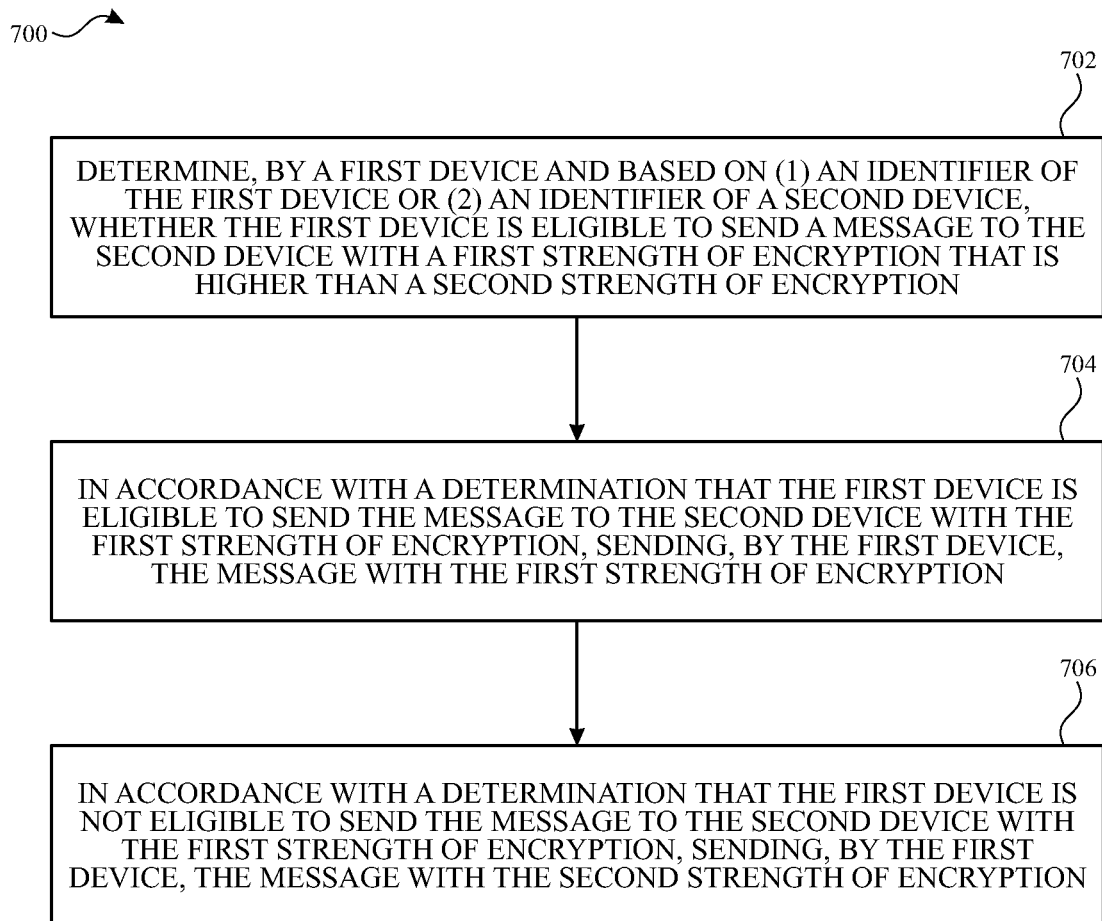 700
702
DETERMINE, BY A FIRST DEVICE AND BASED ON (1) AN IDENTIFIER OF
THE FIRST DEVICE OR (2) AN IDENTIFIER OF A SECOND DEVICE,
WHETHER THE FIRST DEVICE IS ELIGIBLE TO SEND A MESSAGE TO THE
SECOND DEVICE WITH A FIRST STRENGTH OF ENCRYPTION THAT IS
HIGHER THAN A SECOND STRENGTH OF ENCRYPTION
704
IN ACCORDANCE WITH A DETERMINATION THAT THE FIRST DEVICE IS
ELIGIBLE TO SEND THE MESSAGE TO THE SECOND DEVICE WITH THE
FIRST STRENGTH OF ENCRYPTION, SENDING, BY THE FIRST DEVICE,
THE MESSAGE WITH THE FIRST STRENGTH OF ENCRYPTION
706
IN ACCORDANCE WITH A DETERMINATION THAT THE FIRST DEVICE IS
NOT ELIGIBLE TO SEND THE MESSAGE TO THE SECOND DEVICE WITH
THE FIRST STRENGTH OF ENCRYPTION, SENDING, BY THE FIRST
DEVICE, THE MESSAGE WITH THE SECOND STRENGTH OF ENCRYPTION